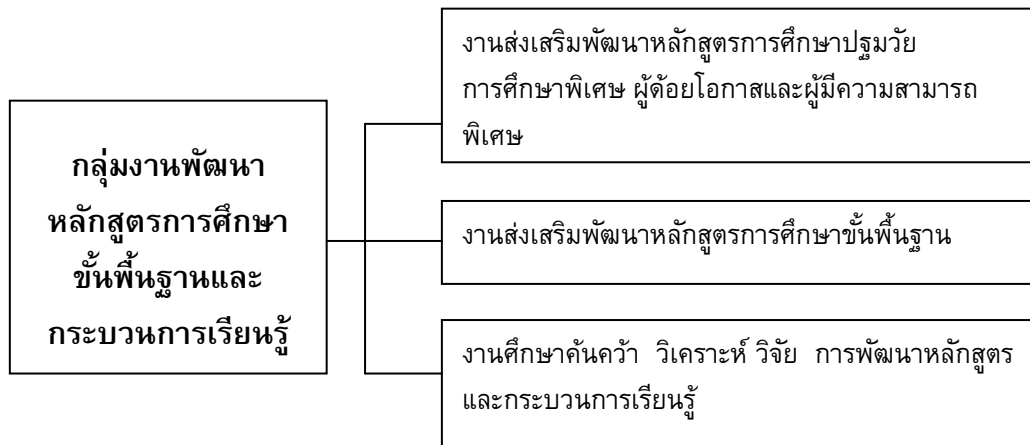 กลุ่มงานพัฒนา
หลักสูตรการศึกษา
ขั้นพื้นฐานและ
กระบวนการเรียนรู้
งานส่งเสริมพัฒนาหลักสูตรการศึกษาปฐมวัย
การศึกษาพิเศษ ผู้ด้อยโอกาสและผู้มีความสามารถ
พิเศษ
งานส่งเสริมพัฒนาหลักสูตรการศึกษาขั้นพื้นฐาน
งานศึกษาค้นคว้า วิเคราะห์ วิจัย การพัฒนาหลักสูตร
และกระบวนการเรียนรู้